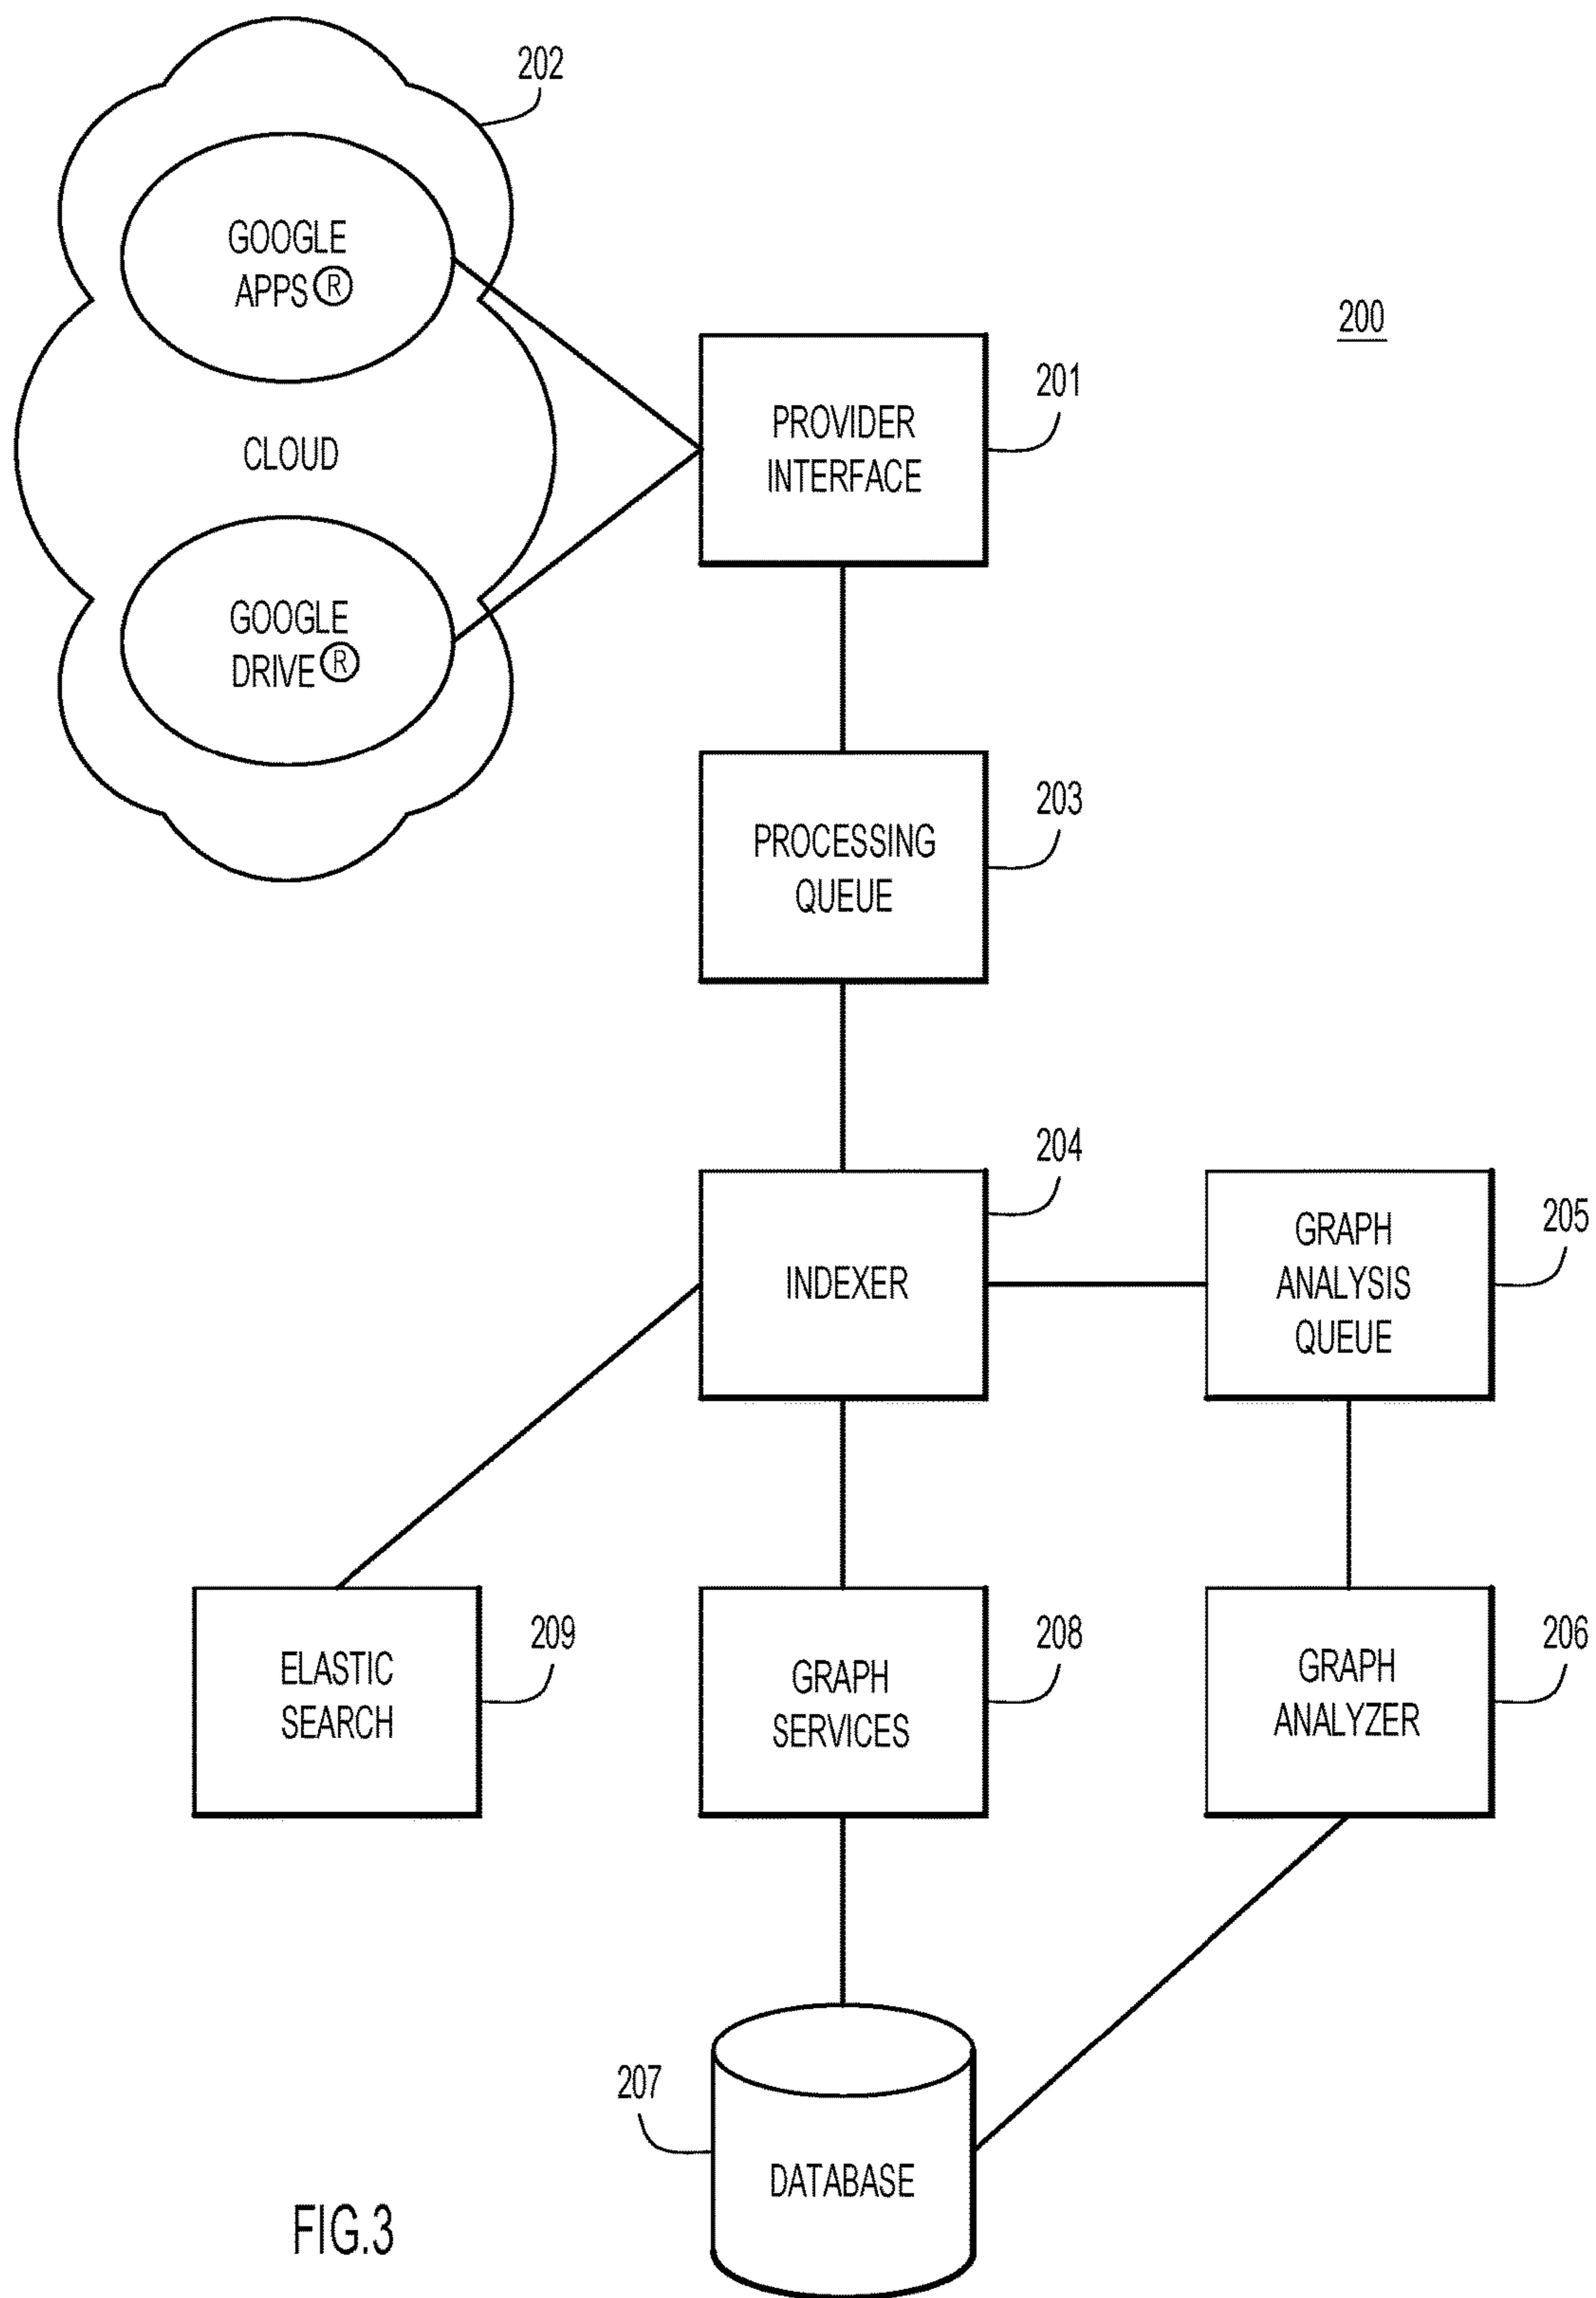 202
GOOGLE
APPS®
200
201
PROVIDER
INTERFACE
CLOUD
GOOGLE
DRIVE®
203
PROCESSING
QUEUE
204
INDEXER
205
GRAPH
ANALYSIS
QUEUE
209
ELASTIC
SEARCH
208
GRAPH
SERVICES
206
GRAPH
ANALYZER
207
DATABASE
FIG.3